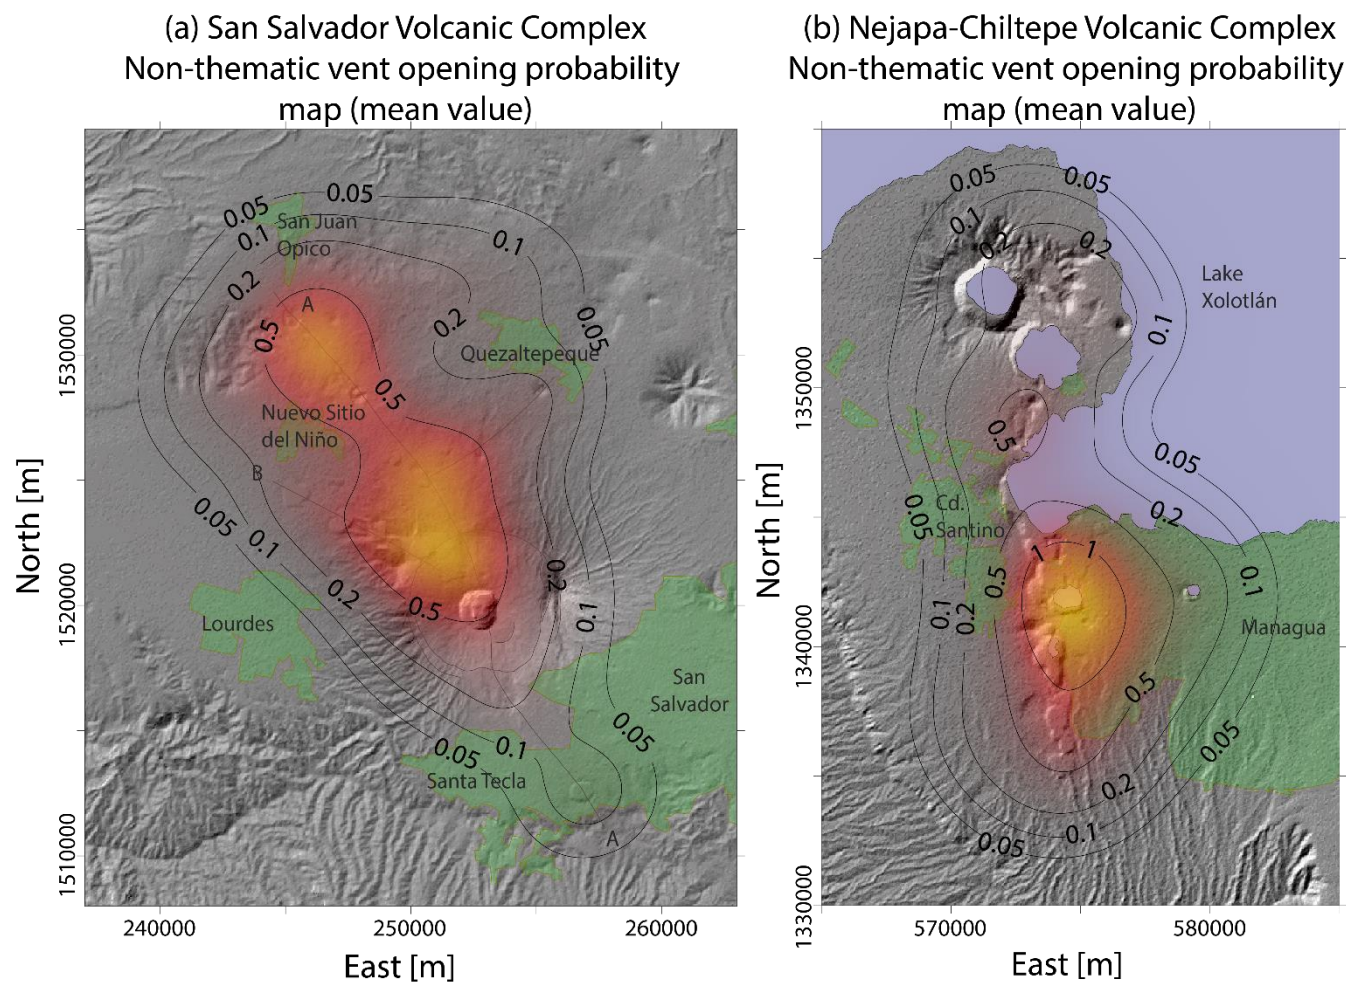 (a) San Salvador Volcanic Complex
Non-thematic vent opening probability
map (mean value)
0.05
0.05
San Juan
Opico
0.1
0.1
0.2
A
0.5
0.2
0.05
Quezaltepeque
0.5
Nuevo Sitio
del Niño
B
0.05
0.1
0.2
0.5
0.2
1.0
Lourdes
San
Salvador
0.05
0.05
0.1
Santa Tecla
A
1530000
1520000
1510000
North [m]
240000
250000
260000
East [m]
(b) Nejapa-Chiltepe Volcanic Complex
Non-thematic vent opening probability
map (mean value)
0.05
0.05
0.1
0.2
0.2
Lake
Xolotlán
0.1
0.5
0.05
0.05
Cd.
Santino
0.2
1
1
0.5
0.1
0.1
0.2
Managua
0.5
0.05
0.2
0.1
0.05
1350000
1340000
1330000
North [m]
570000
580000
East [m]